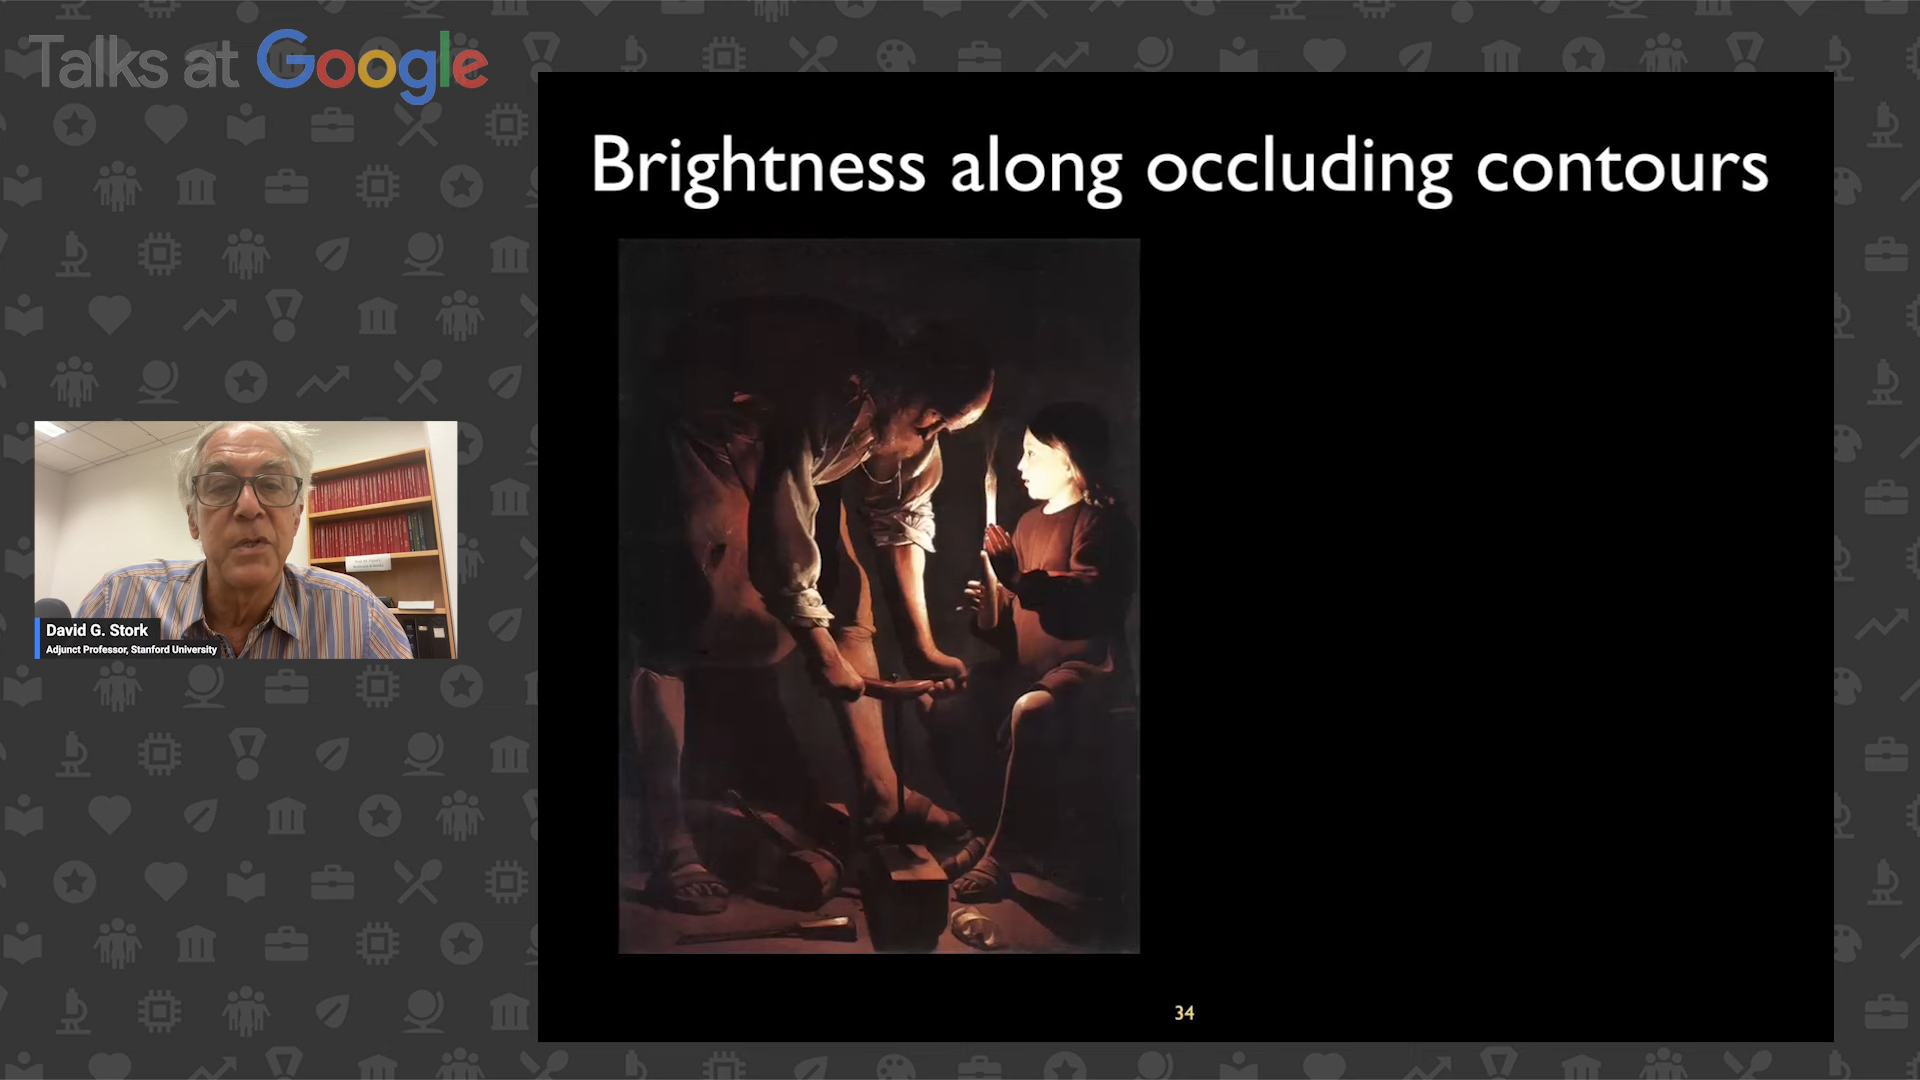 Talks at Google
Brightness along occluding contours
David G. Stork
Adjunct Professor, Stanford University
34